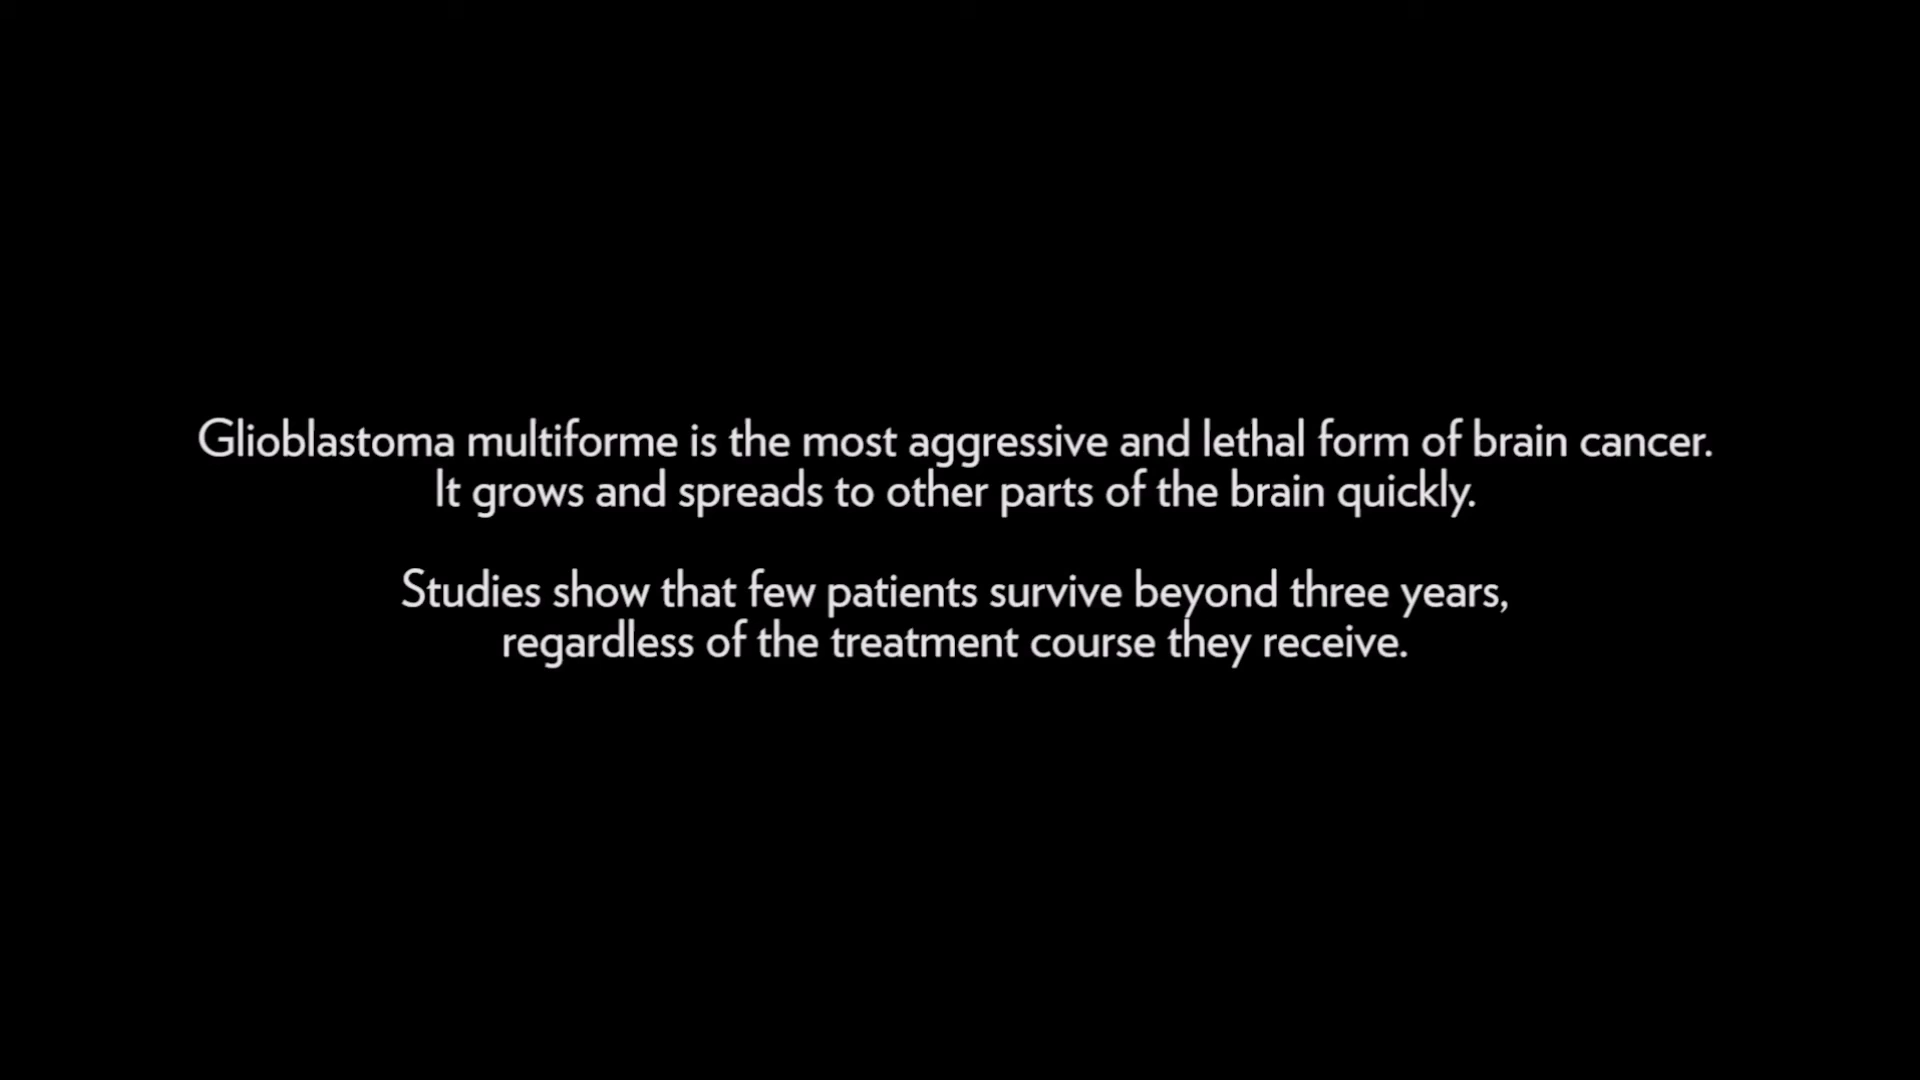 Glioblastoma multiforme is the most aggressive and lethal form of brain cancer.
It grows and spreads to other parts of the brain quickly.
Studies show that few patients survive beyond three years,
regardless of the treatment course they receive.